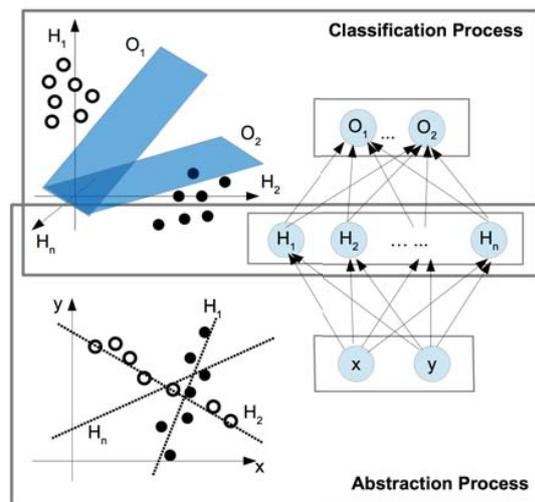 Classification Process
H1
O1
O2
H2
Hn
O1 ... O2
H1 H2 ... ... Hn
x y
y
H1
H2
Hn
x
Abstraction Process